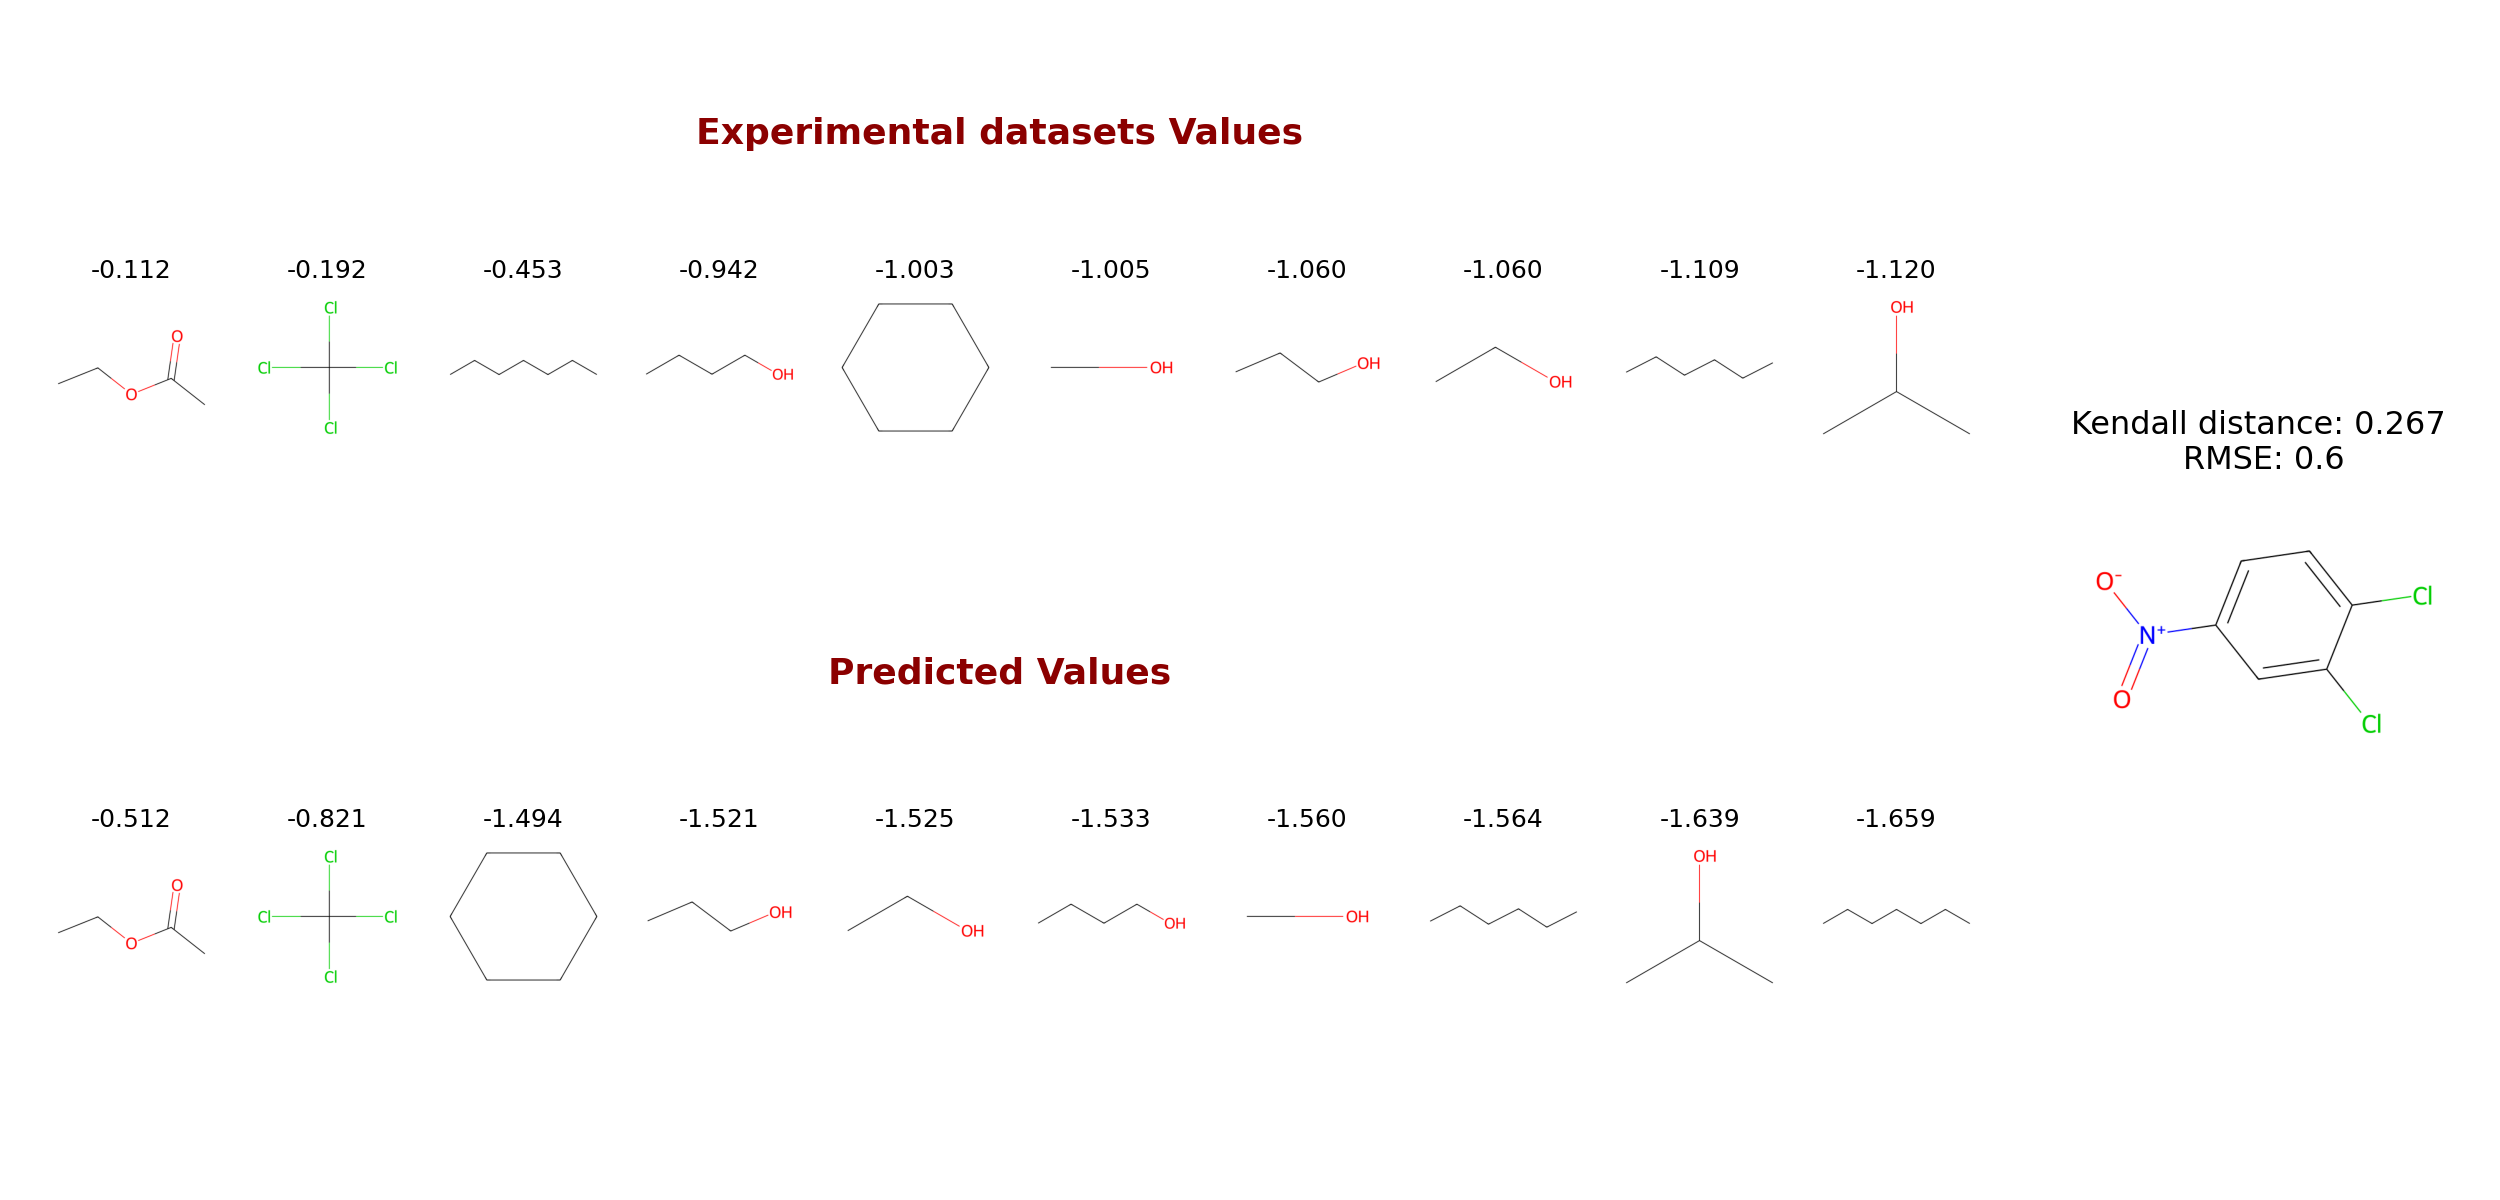 Experimental datasets Values
-0.112 -0.192 -0.453 -0.942 -1.003 -1.005 -1.060 -1.060 -1.109 -1.120
O O
Cl Cl Cl Cl
OH
OH
OH
OH
OH
Kendall distance: 0.267
RMSE: 0.6
O⁻ N⁺ O Cl Cl
Predicted Values
-0.512 -0.821 -1.494 -1.521 -1.525 -1.533 -1.560 -1.564 -1.639 -1.659
O O
Cl Cl Cl Cl
OH
OH
OH
OH
OH